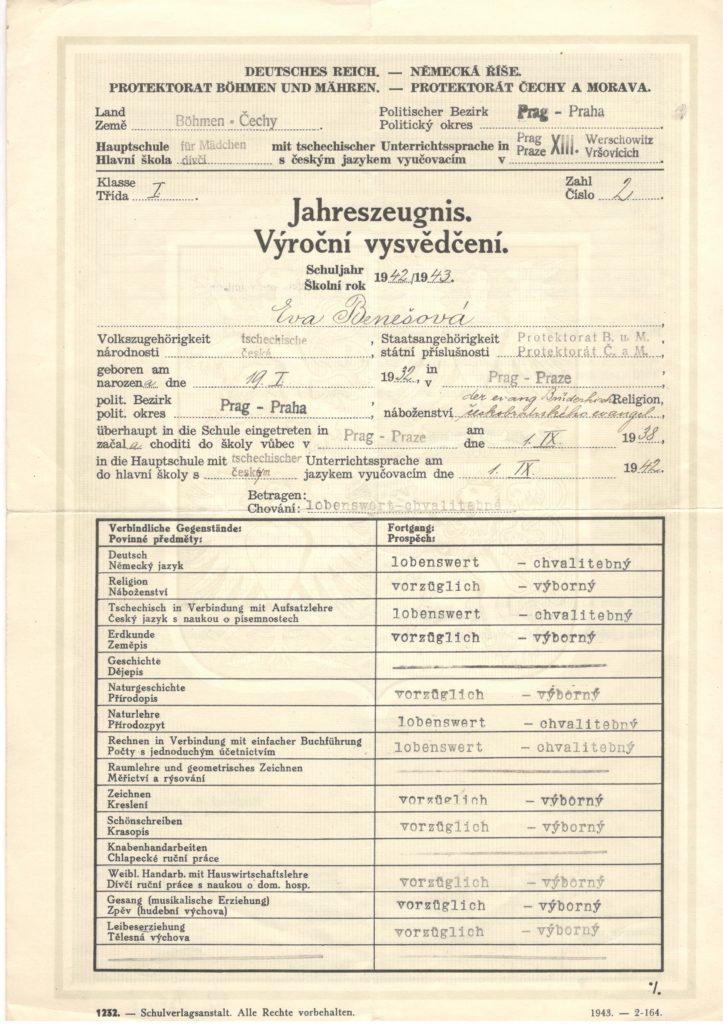 DEUTSCHES REICH. — NĚMECKÁ ŘÍŠE.
PROTEKTORAT BÖHMEN UND MÄHREN. — PROTEKTORÁT ČECHY A MORAVA.
Land
Země Böhmen - Čechy .
Politischer Bezirk
Politický okres Prag - Praha
Hauptschule für Mädchen mit tschechischer Unterrichtssprache in Prag XIII. Werschowitz
Hlavní škola dívčí s českým jazykem vyučovacím v Praze Vršovicích
Klasse
Třída I. .
Zahl
Číslo 2 .
Jahreszeugnis.
Výroční vysvědčení.
Schuljahr
Školní rok 1942/1943.
Eva Benešová ,
Volkszugehörigkeit tschechische
národnosti česká ,
Staatsangehörigkeit Protektorat B. u. M.
státní příslušnosti Protektorát Č. a M. ,
geboren am in
narozena dne 19. I. 1932, v Prag - Praze ,
polit. Bezirk
polit. okres Prag - Praha ,
der evang. Religion,
náboženství českobratrského evangel.
überhaupt in die Schule eingetreten in am
začala choditi do školy vůbec v Prag - Praze dne 1. IX. 1938,
in die Hauptschule mit tschechischer Unterrichtssprache am
do hlavní školy s českým jazykem vyučovacím dne 1. IX. 1942.
Betragen:
Chování: lobenswert-chvalitebné .
Verbindliche Gegenstände: Fortgang:
Povinné předměty: Prospěch:
Deutsch
Německý jazyk lobenswert - chvalitebný
Religion
Náboženství vorzüglich - výborný
Tschechisch in Verbindung mit Aufsatzlehre
Český jazyk s naukou o písemnostech lobenswert - chvalitebný
Erdkunde
Zeměpis vorzüglich - výborný
Geschichte
Dějepis
Naturgeschichte
Přírodopis vorzüglich - výborný
Naturlehre
Přírodozpyt lobenswert - chvalitebný
Rechnen in Verbindung mit einfacher Buchführung
Počty s jednoduchým účetnictvím lobenswert - chvalitebný
Raumlehre und geometrisches Zeichnen
Měřictví a rýsování
Zeichnen
Kreslení vorzüglich - výborný
Schönschreiben
Krasopis vorzüglich - výborný
Knabenhandarbeiten
Chlapecké ruční práce
Weibl. Handarb. mit Hauswirtschaftslehre
Dívčí ruční práce s naukou o dom. hosp. vorzüglich - výborný
Gesang (musikalische Erziehung)
Zpěv (hudební výchova) vorzüglich - výborný
Leibeserziehung
Tělesná výchova vorzüglich - výborný
·/.
1232. — Schulverlagsanstalt. Alle Rechte vorbehalten. 1943. — 2-164.